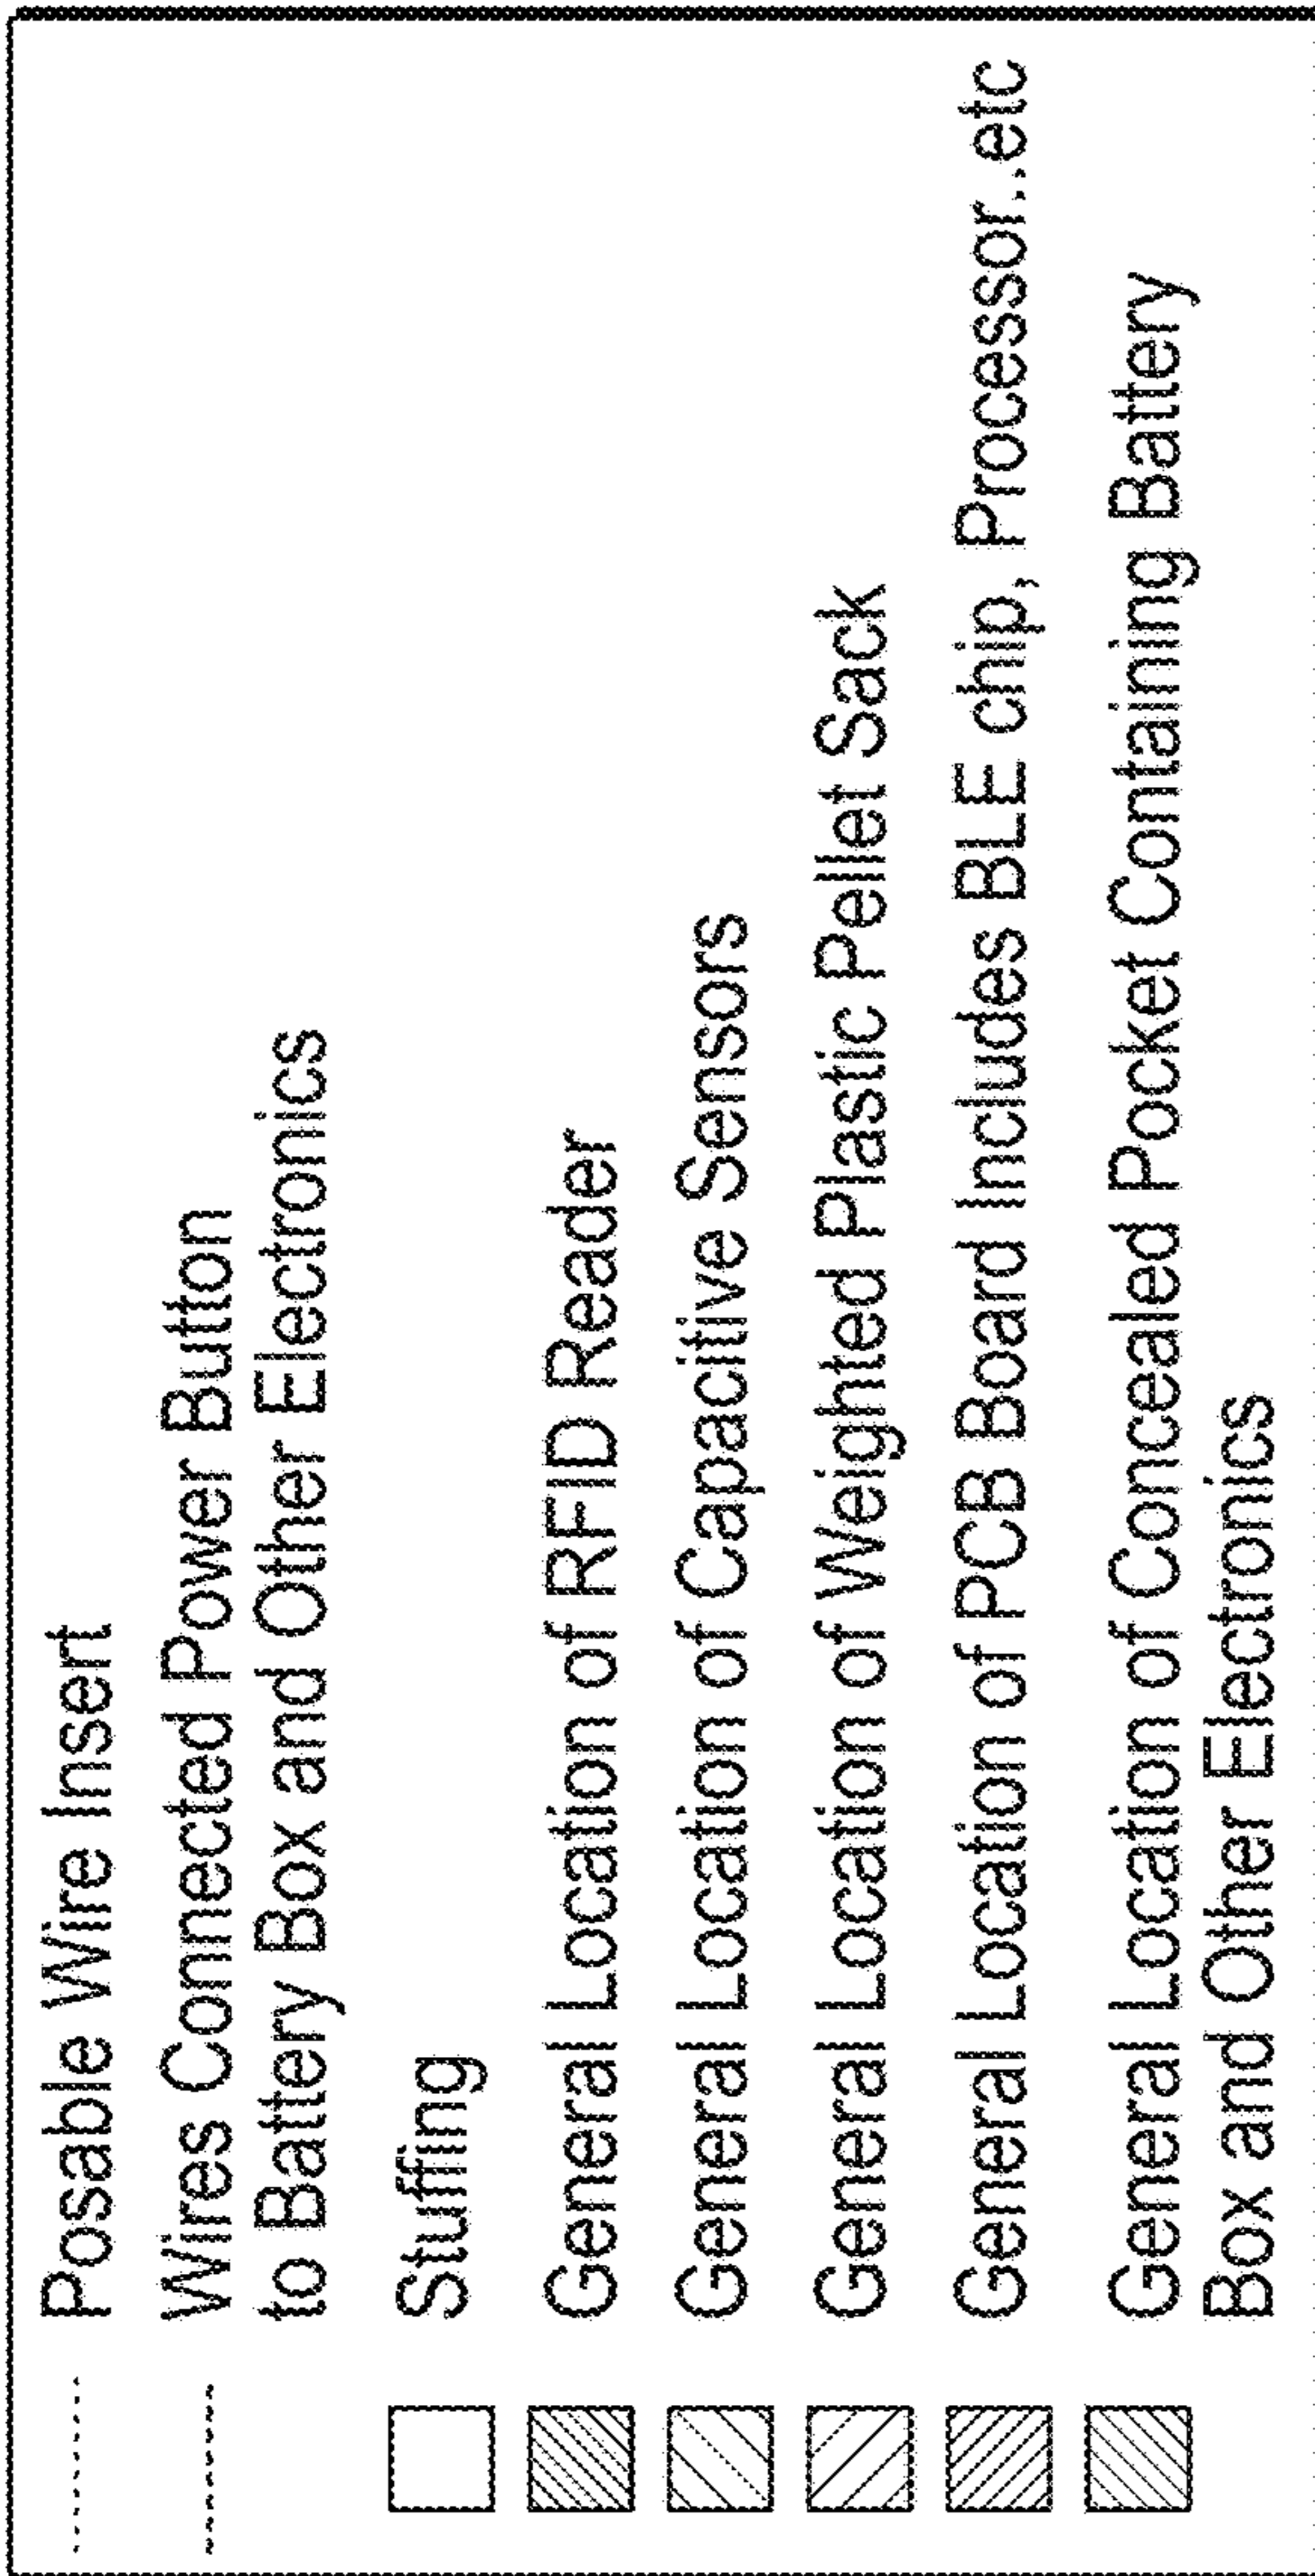 Posable Wire Insert
Wires Connected Power Button
to Battery Box and Other Electronics
Stuffing
General Location of RFID Reader
General Location of Capacitive Sensors
General Location of Weighted Plastic Pellet Sack
General Location of PCB Board Includes BLE chip, Processor..etc
General Location of Concealed Pocket Containing Battery
Box and Other Electronics